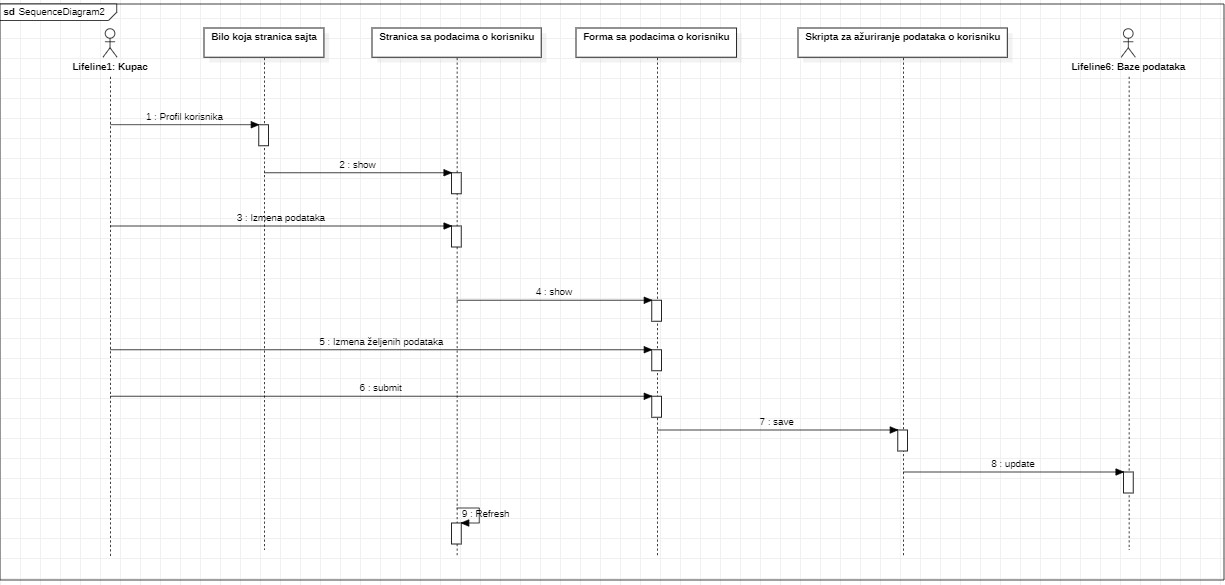 sd SequenceDiagram2
Lifeline1: Kupac
Bilo koja stranica sajta
Stranica sa podacima o korisniku
Forma sa podacima o korisniku
Skripta za ažuriranje podataka o korisniku
Lifeline6: Baze podataka
1 : Profil korisnika
2 : show
3 : Izmena podataka
4 : show
5 : Izmena željenih podataka
6 : submit
7 : save
8 : update
9 : Refresh